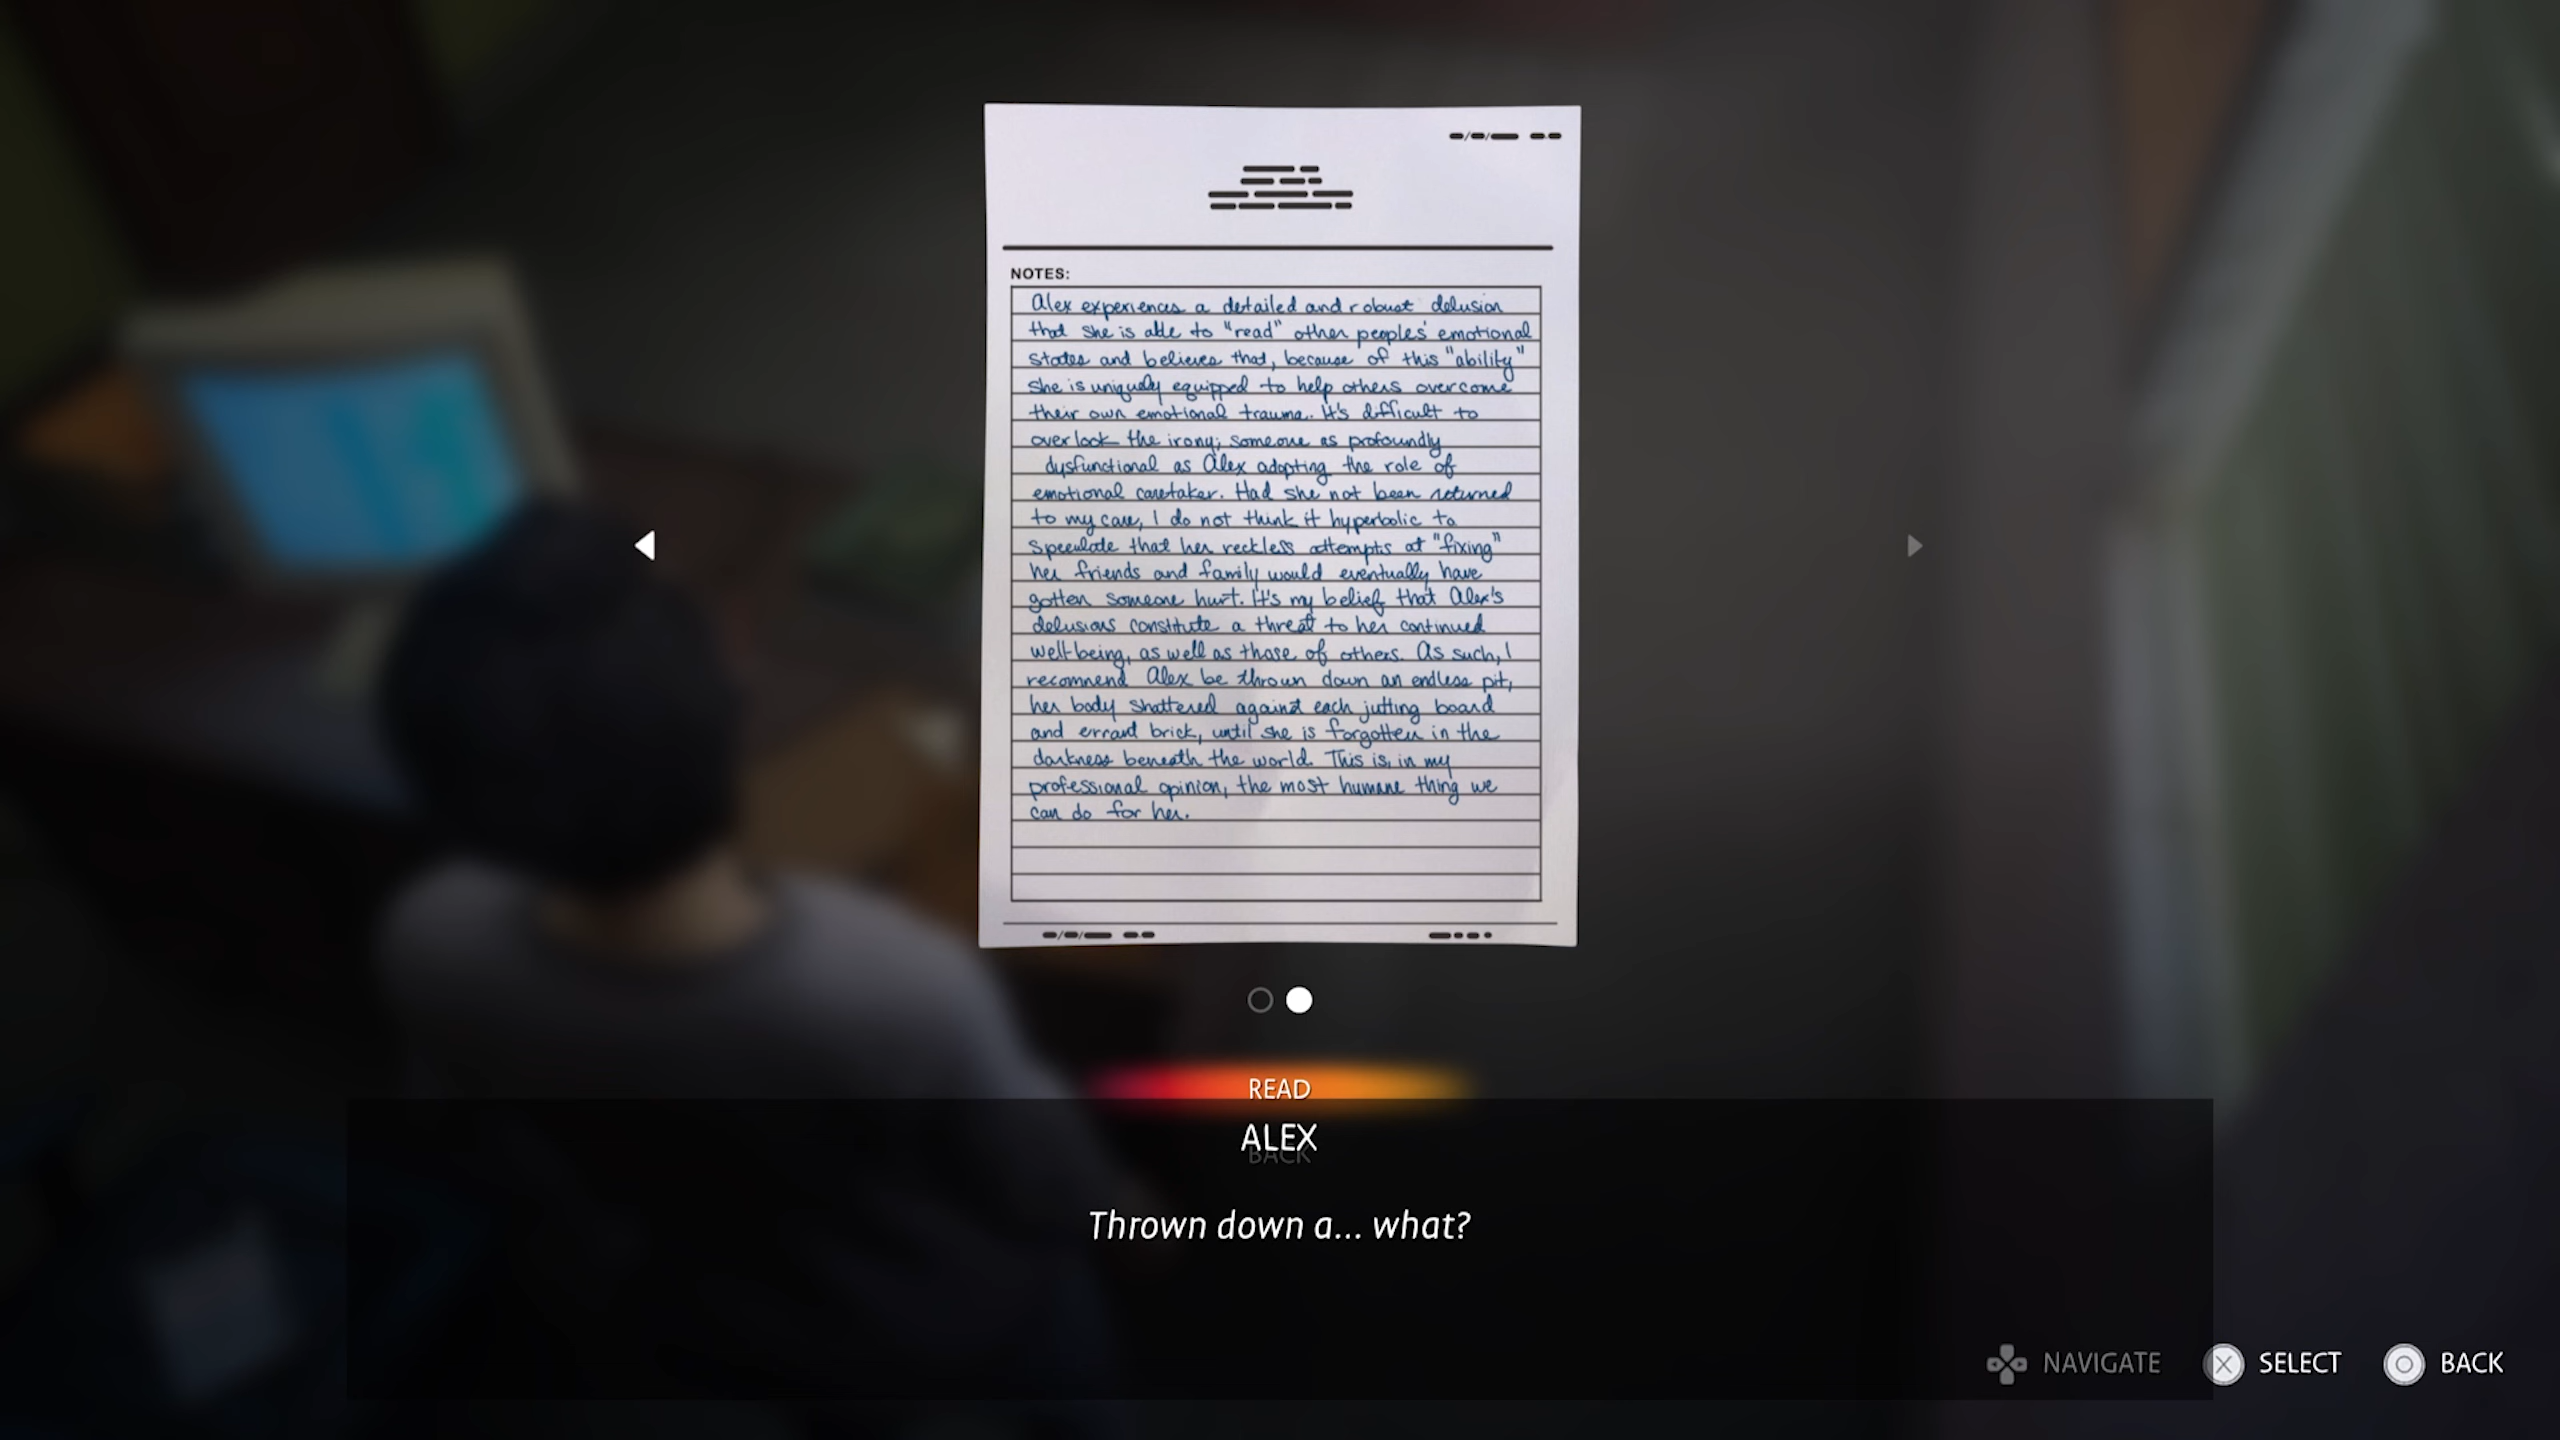 NOTES:
Alex experiences a detailed and robust delusion
that she is able to "read" other peoples' emotional
states and believes that, because of this "ability"
she is uniquely equipped to help others overcome
their own emotional trauma. It's difficult to
overlook the irony; someone as profoundly
dysfunctional as Alex adopting the role of
emotional caretaker. Had she not been returned
to my care, I do not think it hyperbolic to
speculate that her reckless attempts at "fixing"
her friends and family would eventually have
gotten someone hurt. It's my belief that Alex's
delusions constitute a threat to her continued
well-being, as well as those of others. As such, I
recommend Alex be thrown down an endless pit,
her body shattered against each jutting board
and errant brick, until she is forgotten in the
darkness beneath the world. This is, in my
professional opinion, the most humane thing we
can do for her.
READ
ALEX
BACK
Thrown down a... what?
NAVIGATE SELECT BACK